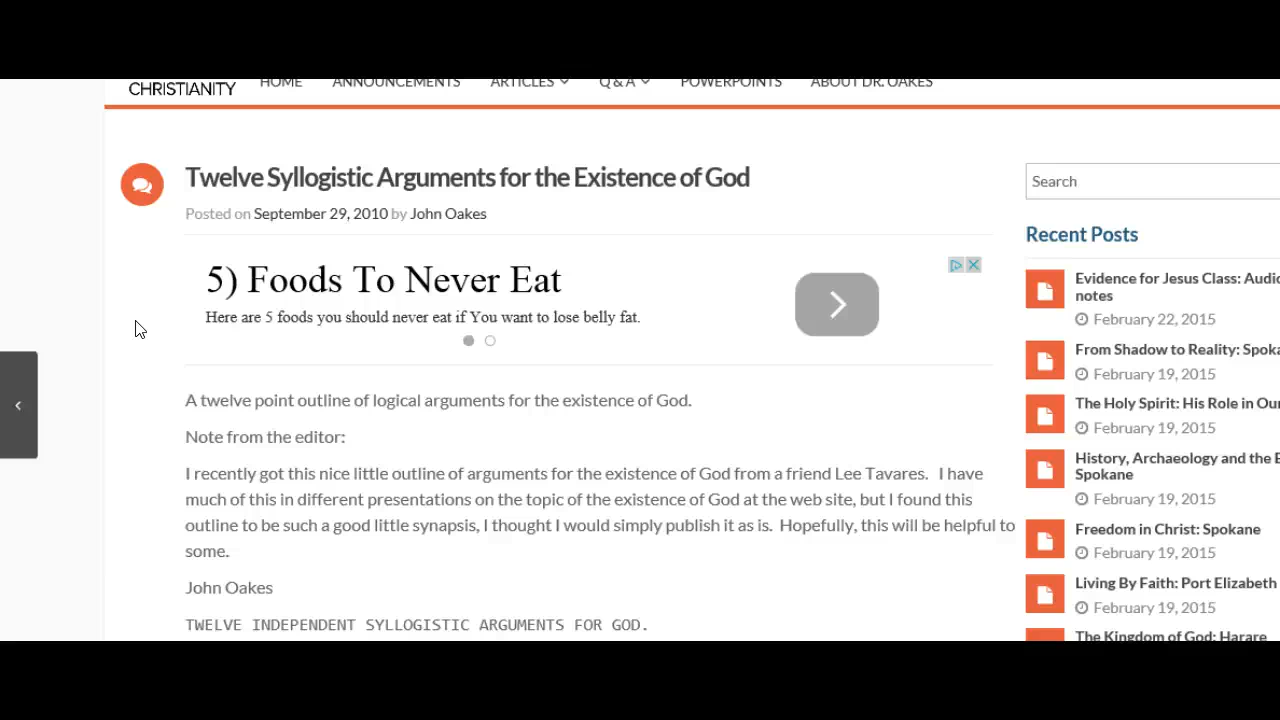 CHRISTIANITY HOME ANNOUNCEMENTS ARTICLES Q & A POWERPOINTS ABOUT DR. OAKES
Twelve Syllogistic Arguments for the Existence of God
Posted on September 29, 2010 by John Oakes
5) Foods To Never Eat
Here are 5 foods you should never eat if You want to lose belly fat.
A twelve point outline of logical arguments for the existence of God.
Note from the editor:
I recently got this nice little outline of arguments for the existence of God from a friend Lee Tavares.   I have
much of this in different presentations on the topic of the existence of God at the web site, but I found this
outline to be such a good little synapsis, I thought I would simply publish it as is.  Hopefully, this will be helpful to
some.
John Oakes
TWELVE INDEPENDENT SYLLOGISTIC ARGUMENTS FOR GOD.
Search
Recent Posts
Evidence for Jesus Class: Audio
notes
February 22, 2015
From Shadow to Reality: Spoka
February 19, 2015
The Holy Spirit: His Role in Our
February 19, 2015
History, Archaeology and the B
Spokane
February 19, 2015
Freedom in Christ: Spokane
February 19, 2015
Living By Faith: Port Elizabeth
February 19, 2015
The Kingdom of God: Harare